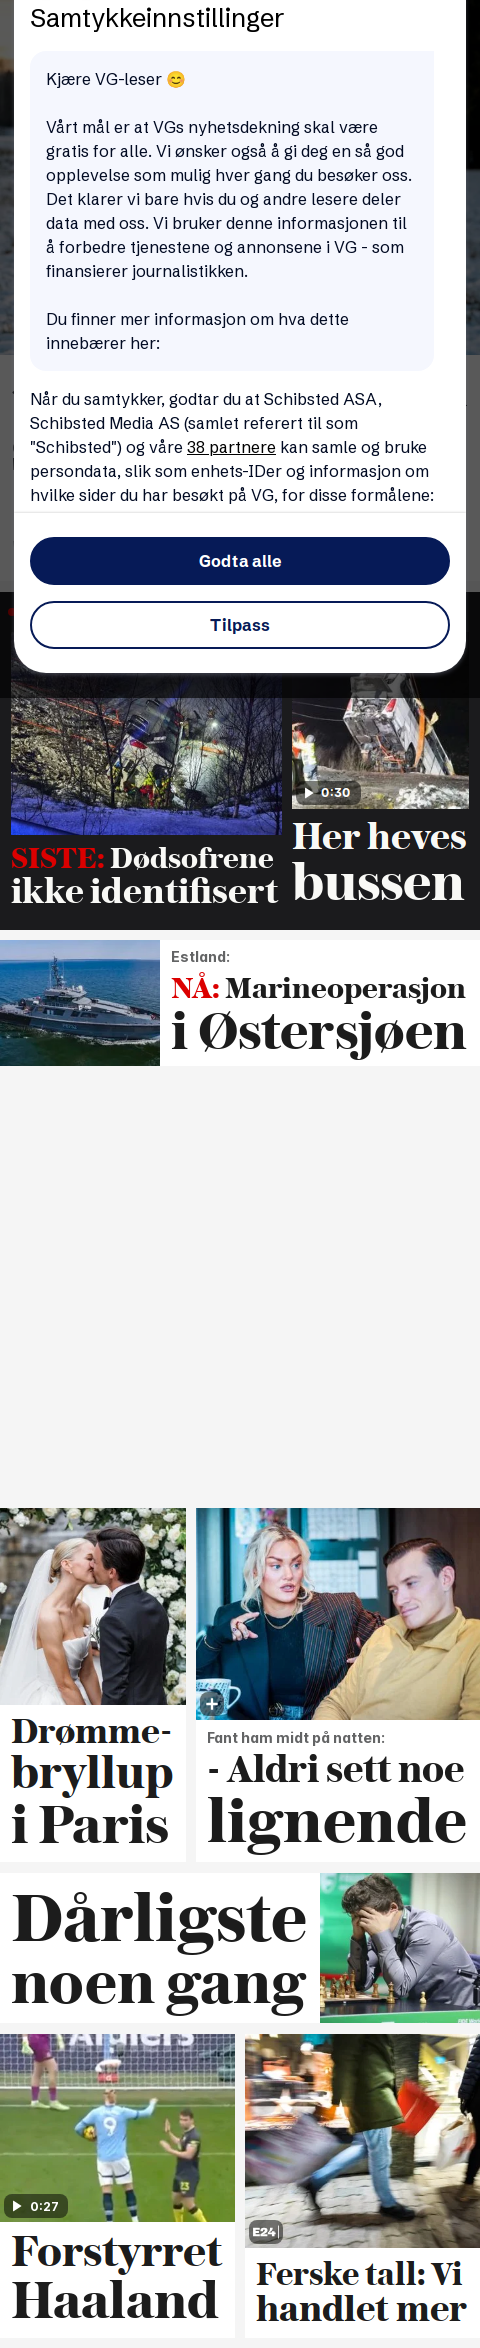 Samtykkeinnstillinger
Kjære VG-leser 😊
Vårt mål er at VGs nyhetsdekning skal være
gratis for alle. Vi ønsker også å gi deg en så god
opplevelse som mulig hver gang du besøker oss.
Det klarer vi bare hvis du og andre lesere deler
data med oss. Vi bruker denne informasjonen til
å forbedre tjenestene og annonsene i VG - som
finansierer journalistikken.
Du finner mer informasjon om hva dette
innebærer her:
Når du samtykker, godtar du at Schibsted ASA,
Schibsted Media AS (samlet referert til som
"Schibsted") og våre 38 partnere kan samle og bruke
persondata, slik som enhets-IDer og informasjon om
hvilke sider du har besøkt på VG, for disse formålene:
Godta alle
Tilpass
0:30
SISTE: Dødsofrene
ikke identifisert
Her heves
bussen
Estland:
NÅ: Marineoperasjon
i Østersjøen
Drømme-
bryllup
i Paris
Fant ham midt på natten:
- Aldri sett noe
lignende
Dårligste
noen gang
9
0:27
Forstyrret
Haaland
E24
Ferske tall: Vi
handlet mer